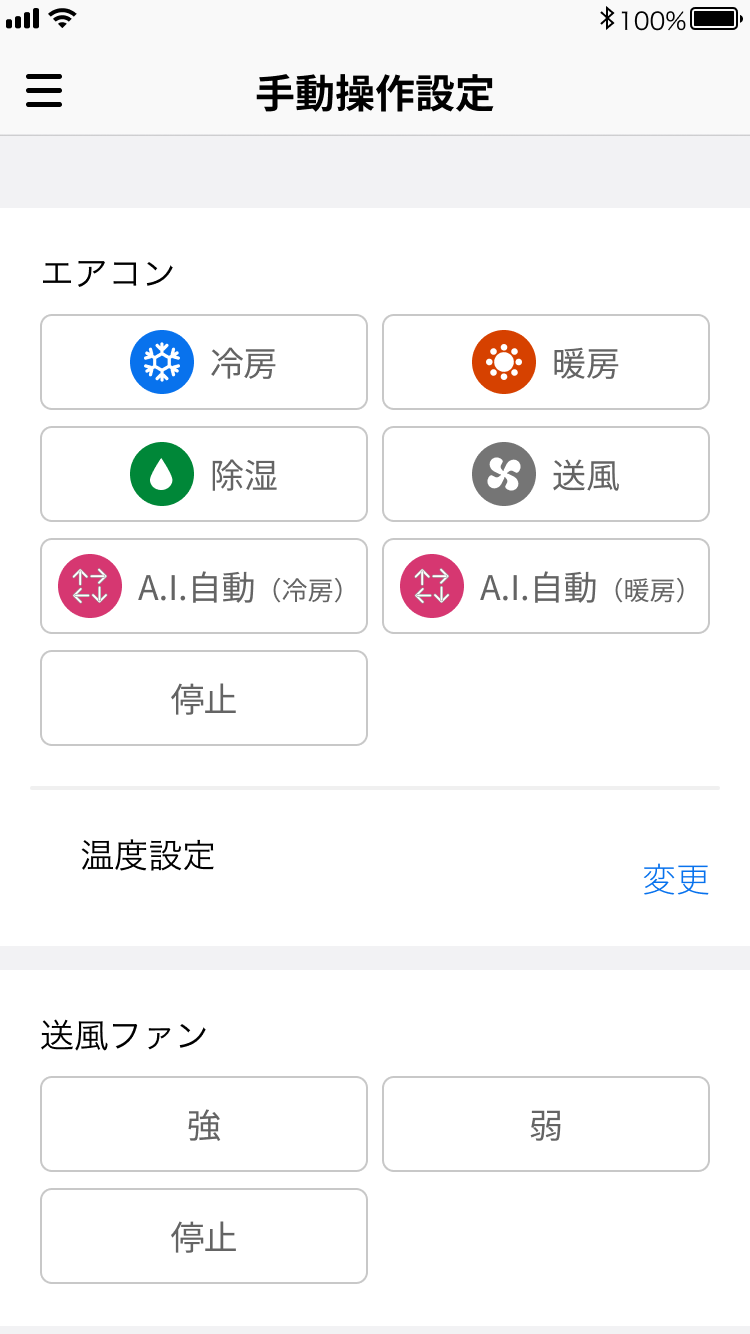 100%
手動操作設定
エアコン
冷房
暖房
除湿
送風
A.I.自動（冷房）
A.I.自動（暖房）
停止
温度設定
変更
送風ファン
強
弱
停止